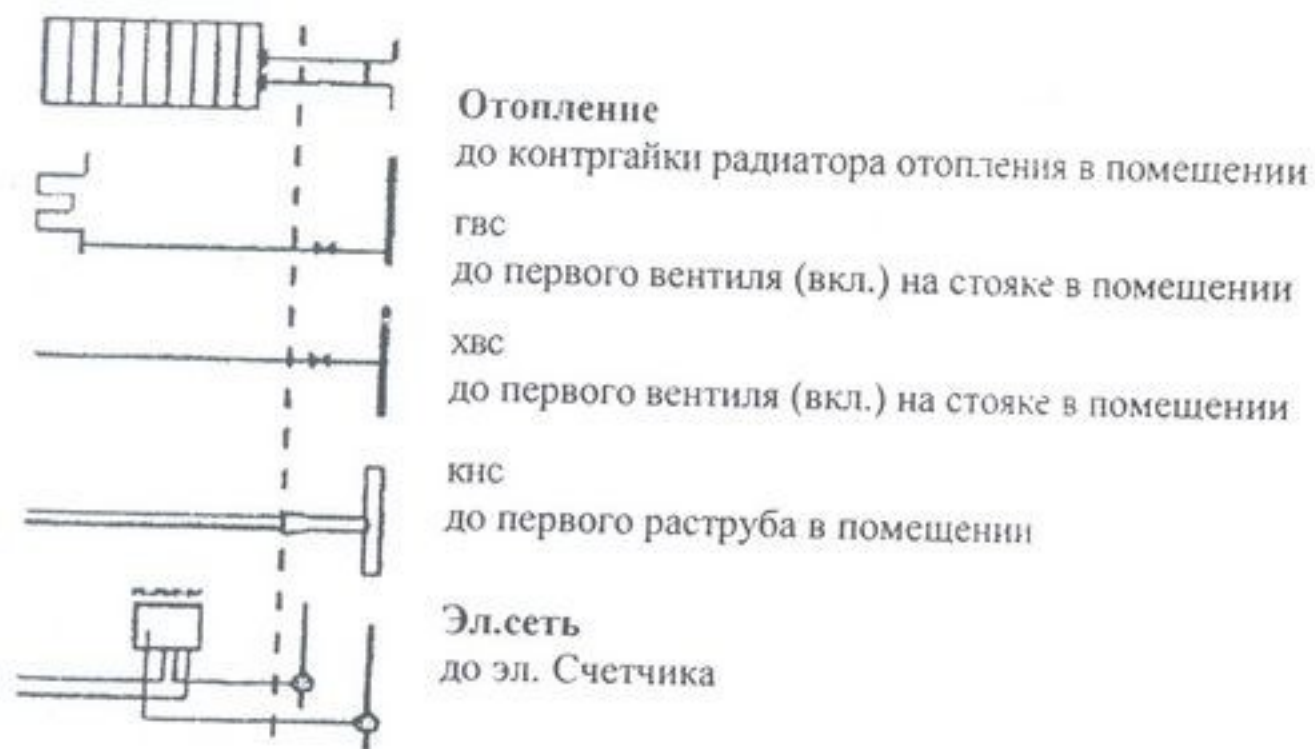 Отопление
до контргайки радиатора отопления в помещении
гвс
до первого вентиля (вкл.) на стояке в помещении
хвс
до первого вентиля (вкл.) на стояке в помещении
кнс
до первого раструба в помещении
Эл.сеть
до эл. Счетчика